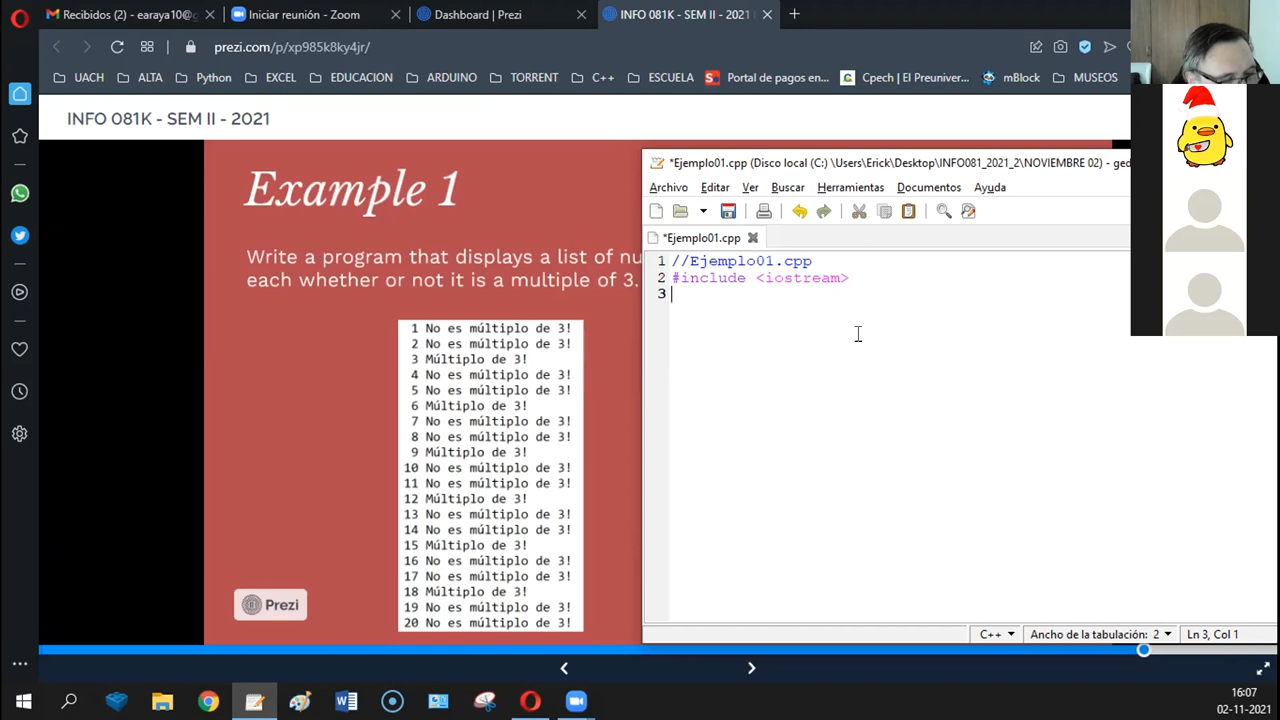 Recibidos (2) - earaya10@g
Iniciar reunión - Zoom
Dashboard | Prezi
INFO 081K - SEM II - 2021
prezi.com/p/xp985k8ky4jr/
UACH
ALTA
Python
EXCEL
EDUCACION
ARDUINO
TORRENT
C++
ESCUELA
Portal de pagos en...
Cpech | El Preuniver...
mBlock
MUSEOS
INFO 081K - SEM II - 2021
Example 1
Write a program that displays a list of nu
each whether or not it is a multiple of 3.
1 No es múltiplo de 3!
2 No es múltiplo de 3!
3 Múltiplo de 3!
4 No es múltiplo de 3!
5 No es múltiplo de 3!
6 Múltiplo de 3!
7 No es múltiplo de 3!
8 No es múltiplo de 3!
9 Múltiplo de 3!
10 No es múltiplo de 3!
11 No es múltiplo de 3!
12 Múltiplo de 3!
13 No es múltiplo de 3!
14 No es múltiplo de 3!
15 Múltiplo de 3!
16 No es múltiplo de 3!
17 No es múltiplo de 3!
18 Múltiplo de 3!
19 No es múltiplo de 3!
20 No es múltiplo de 3!
Prezi
*Ejemplo01.cpp (Disco local (C:) \Users\Erick\Desktop\INFO081_2021_2\NOVIEMBRE 02) - ged
Archivo Editar Ver Buscar Herramientas Documentos Ayuda
*Ejemplo01.cpp
1 //Ejemplo01.cpp
2 #include <iostream>
3
C++ Ancho de la tabulación: 2 Ln 3, Col 1
16:07
02-11-2021